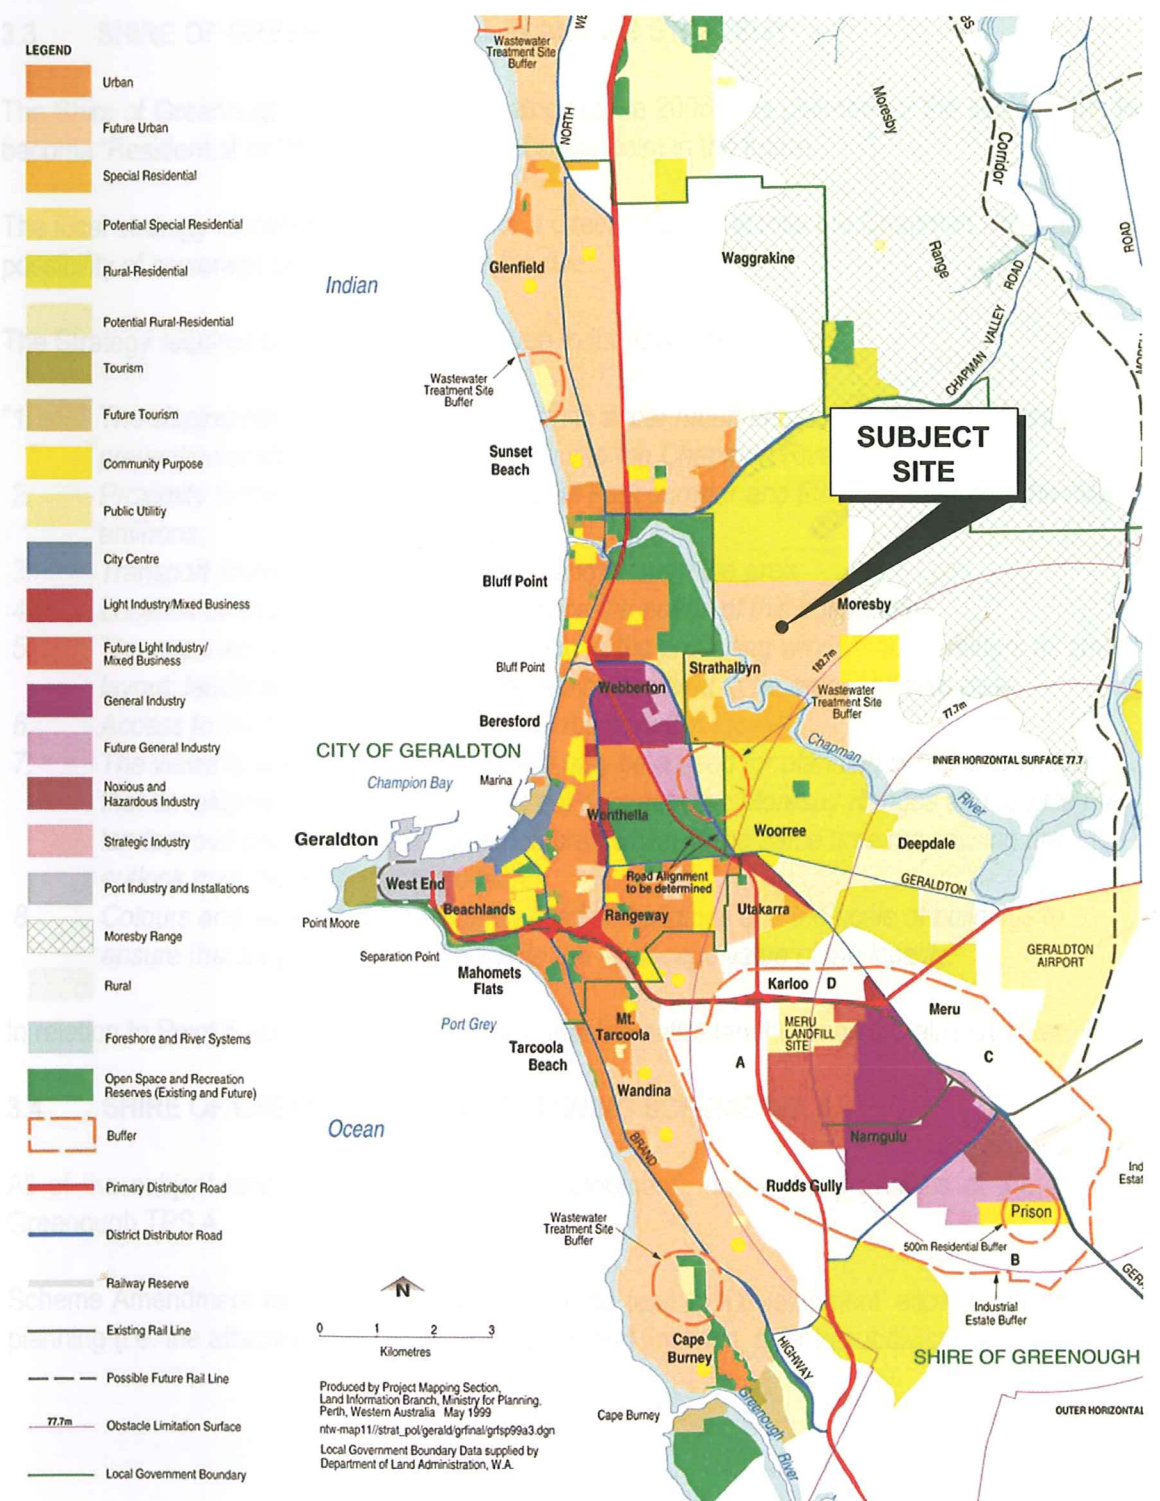 LEGEND
Urban
Future Urban
Special Residential
Potential Special Residential
Rural-Residential
Potential Rural-Residential
Tourism
Future Tourism
Community Purpose
Public Utilitiy
City Centre
Light Industry/Mixed Business
Future Light Industry/
Mixed Business
General Industry
Future General Industry
Noxious and
Hazardous Industry
Strategic Industry
Port Industry and Installations
Moresby Range
Rural
Foreshore and River Systems
Open Space and Recreation
Reserves (Existing and Future)
Buffer
Primary Distributor Road
District Distributor Road
Railway Reserve
Existing Rail Line
Possible Future Rail Line
77.7m
Obstacle Limitation Surface
Local Government Boundary
Wastewater
Treatment Site
Buffer
NORTH
Moresby
Range
Corridor
ROAD
CHAPMAN VALLEY ROAD
Waggrakine
Glenfield
Indian
Wastewater
Treatment Site
Buffer
Sunset
Beach
SUBJECT
SITE
Bluff Point
Moresby
Bluff Point
Strathalbyn
182.7m
Webberton
Wastewater
Treatment Site
Buffer
77.7m
Beresford
Chapman
River
CITY OF GERALDTON
INNER HORIZONTAL SURFACE 77.7
Champion Bay
Marina
Wonthella
Woorree
Geraldton
Deepdale
Road Alignment
to be determined
GERALDTON
West End
Beachlands
Rangeway
Utakarra
Point Moore
Separation Point
GERALDTON
AIRPORT
Mahomets
Flats
Karloo
D
Meru
Port Grey
Mt.
Tarcoola
MERU
LANDFILL
SITE
Tarcoola
Beach
A
C
Wandina
Ocean
BRAND
Narngulu
Rudds Gully
Prison
Wastewater
Treatment Site
Buffer
500m Residential Buffer
B
Industrial
Estate Buffer
N
0 1 2 3
Kilometres
Cape
Burney
HIGHWAY
SHIRE OF GREENOUGH
Produced by Project Mapping Section,
Land Information Branch, Ministry for Planning,
Perth, Western Australia May 1999
ntw-map11//strat_pol/gerald/grfinal/grfsp99a3.dgn
Local Government Boundary Data supplied by
Department of Land Administration, W.A.
Cape Burney
Greenough
River
OUTER HORIZONTAL